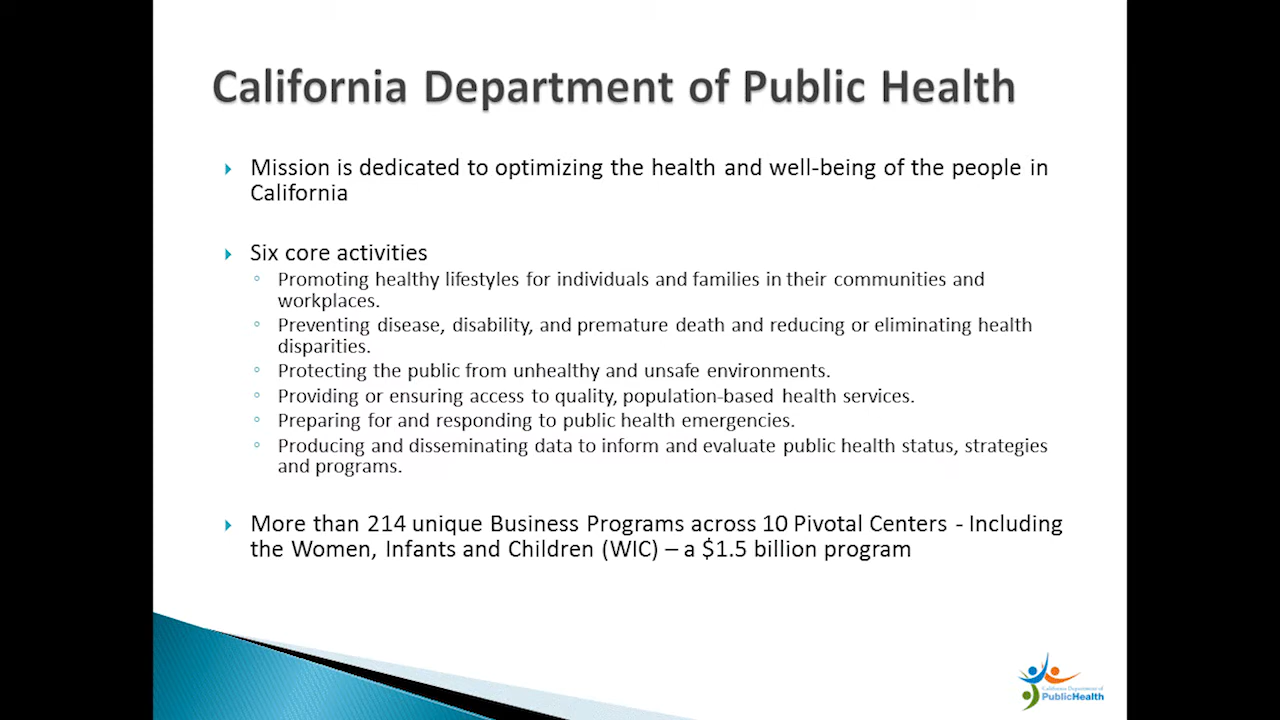 California Department of Public Health
Mission is dedicated to optimizing the health and well-being of the people in
California
Six core activities
Promoting healthy lifestyles for individuals and families in their communities and
workplaces.
Preventing disease, disability, and premature death and reducing or eliminating health
disparities.
Protecting the public from unhealthy and unsafe environments.
Providing or ensuring access to quality, population-based health services.
Preparing for and responding to public health emergencies.
Producing and disseminating data to inform and evaluate public health status, strategies
and programs.
More than 214 unique Business Programs across 10 Pivotal Centers - Including
the Women, Infants and Children (WIC) – a $1.5 billion program
California Department of
PublicHealth